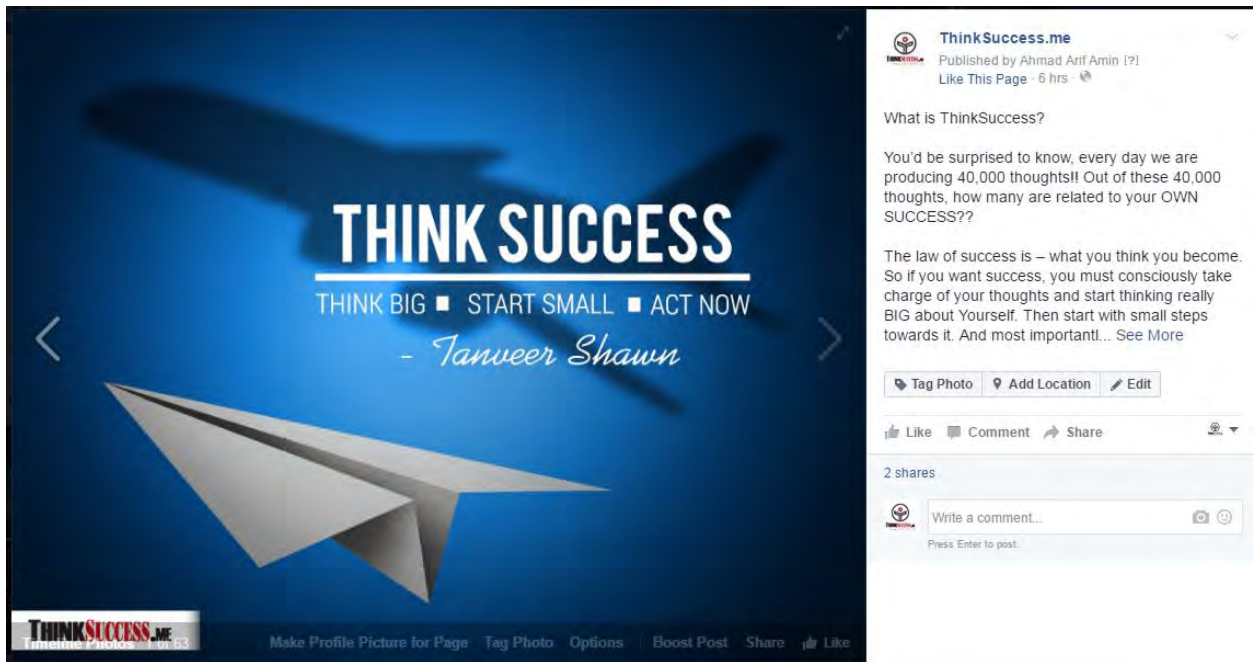 THINK SUCCESS
THINK BIG ■ START SMALL ■ ACT NOW
- Tanveer Shawn
THINKSUCCESS.ME
Timeline Photos 1 of 63
Make Profile Picture for Page Tag Photo Options Boost Post Share Like
ThinkSuccess.me
Published by Ahmad Arif Amin [?]
Like This Page · 6 hrs ·
What is ThinkSuccess?
You'd be surprised to know, every day we are
producing 40,000 thoughts!! Out of these 40,000
thoughts, how many are related to your OWN
SUCCESS??
The law of success is – what you think you become.
So if you want success, you must consciously take
charge of your thoughts and start thinking really
BIG about Yourself. Then start with small steps
towards it. And most importantl... See More
Tag Photo Add Location Edit
Like Comment Share
2 shares
Write a comment...
Press Enter to post.